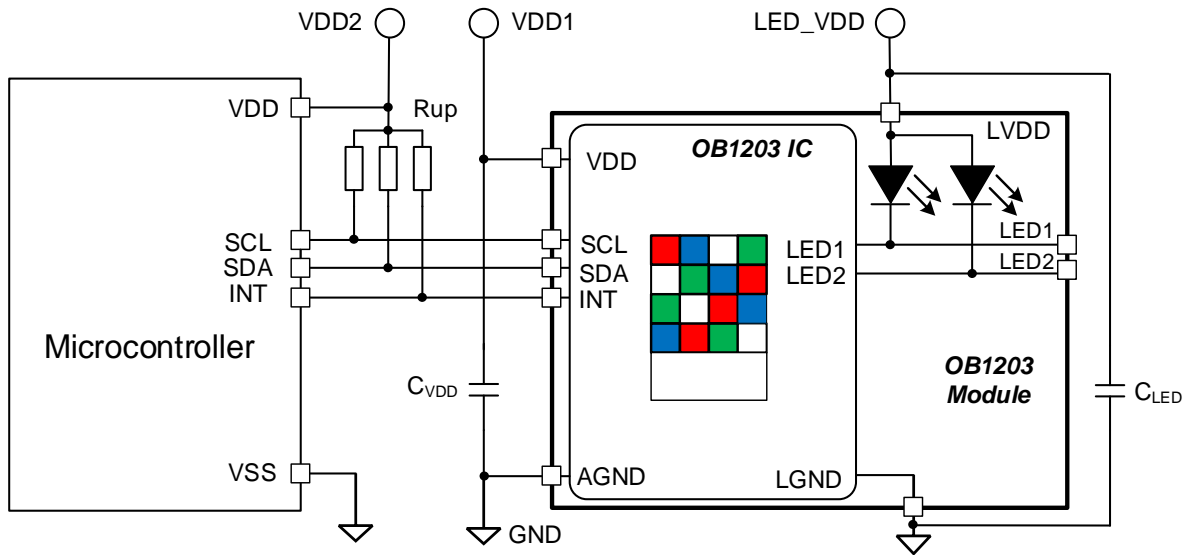 VDD2
VDD1
LED_VDD
VDD
Rup
LVDD
OB1203 IC
VDD
SCL
SDA
INT
SCL
SDA
INT
LED1
LED2
LED1
LED2
Microcontroller
CVDD
OB1203
Module
CLED
VSS
AGND
LGND
GND